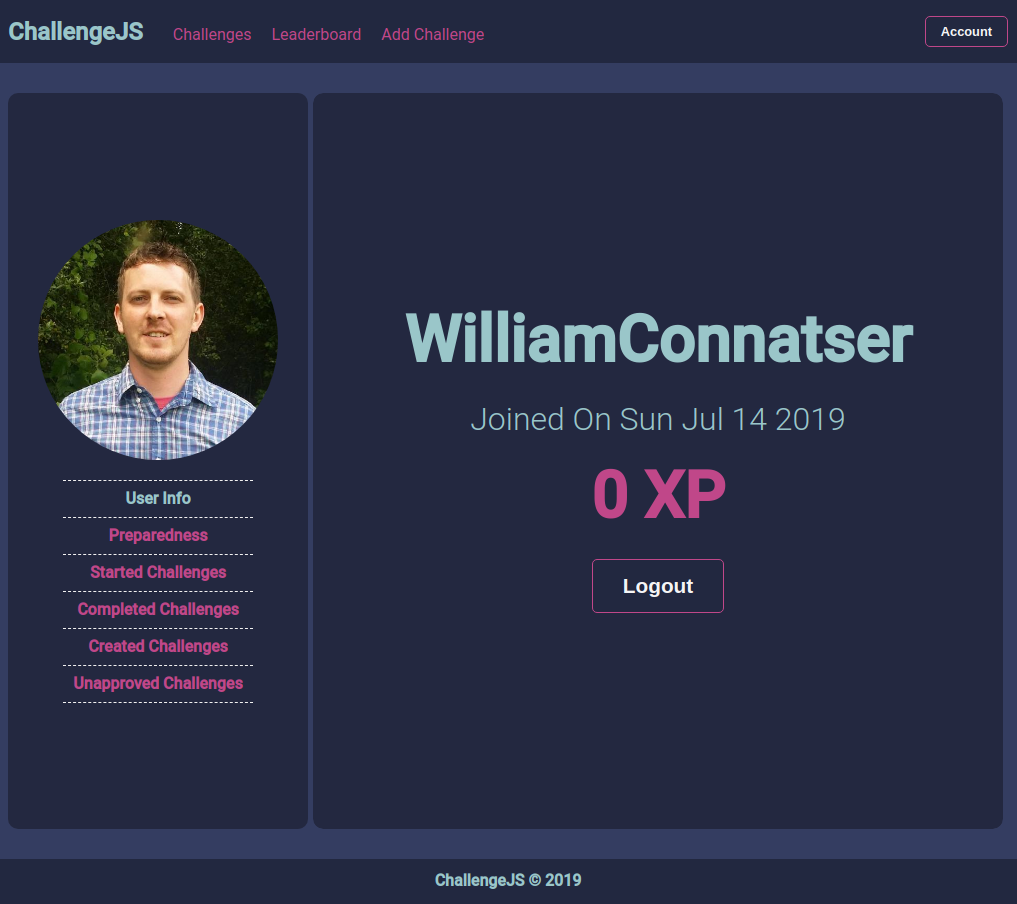 ChallengeJS
Challenges
Leaderboard
Add Challenge
Account
User Info
Preparedness
Started Challenges
Completed Challenges
Created Challenges
Unapproved Challenges
WilliamConnatser
Joined On Sun Jul 14 2019
0 XP
Logout
ChallengeJS © 2019